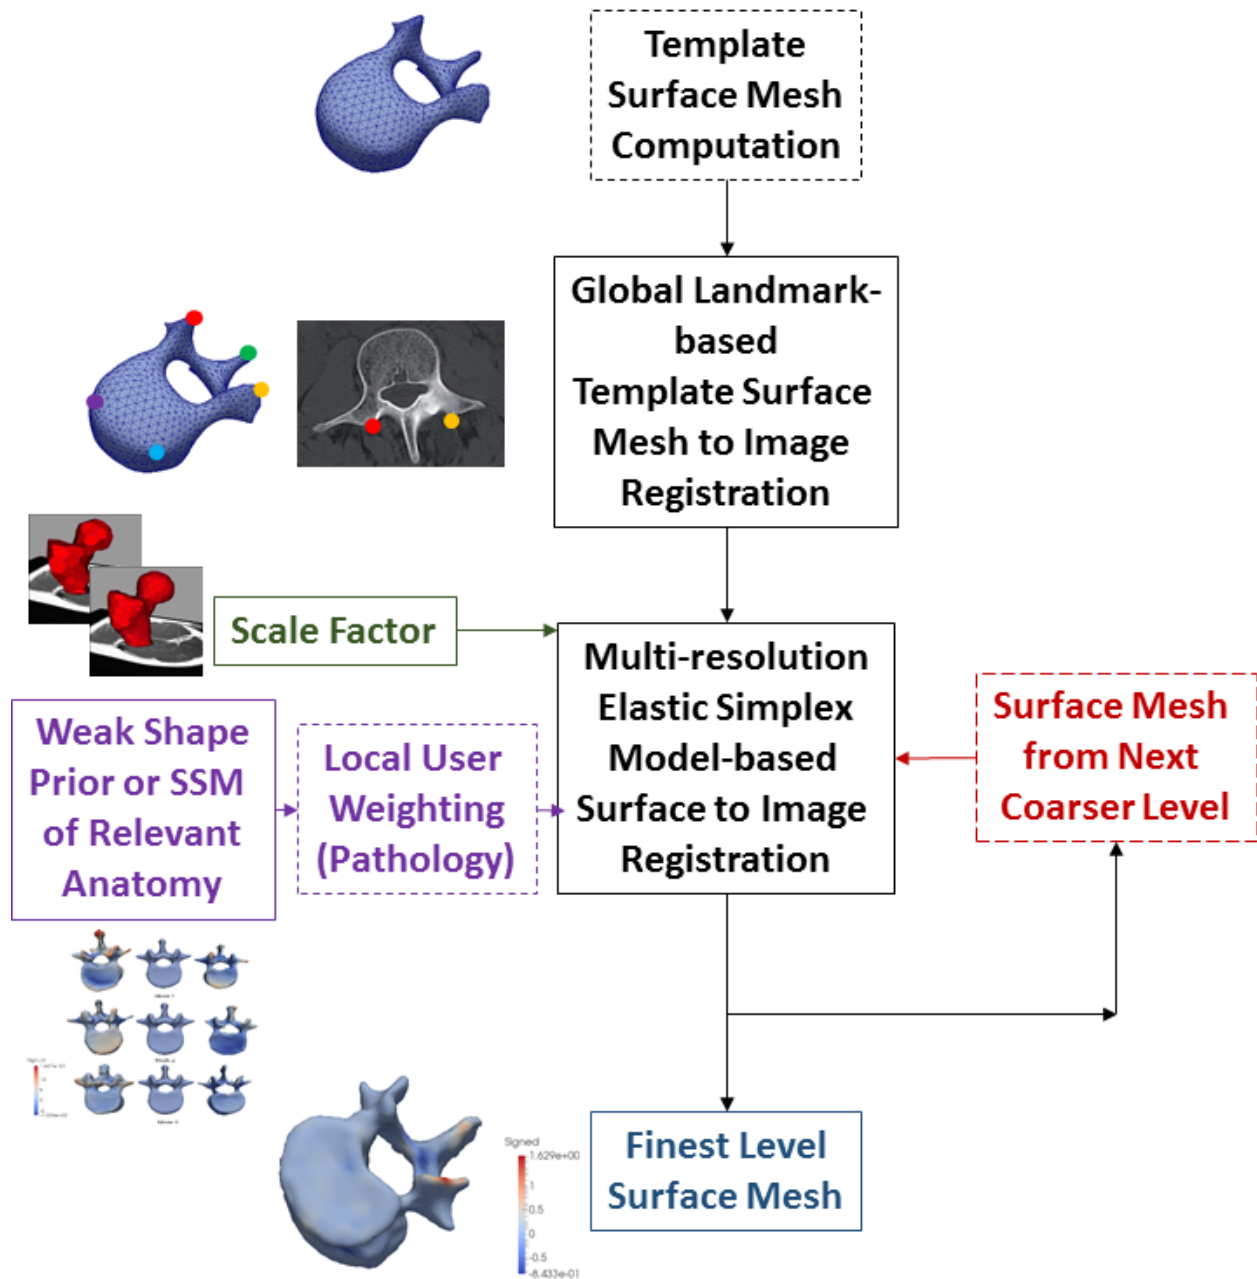 Template
Surface Mesh
Computation
Global Landmark-
based
Template Surface
Mesh to Image
Registration
Scale Factor
Multi-resolution
Elastic Simplex
Model-based
Surface to Image
Registration
Surface Mesh
from Next
Coarser Level
Weak Shape
Prior or SSM
of Relevant
Anatomy
Local User
Weighting
(Pathology)
Signed
1.629e+00
1
0.5
0
-0.5
-8.433e-01
Finest Level
Surface Mesh